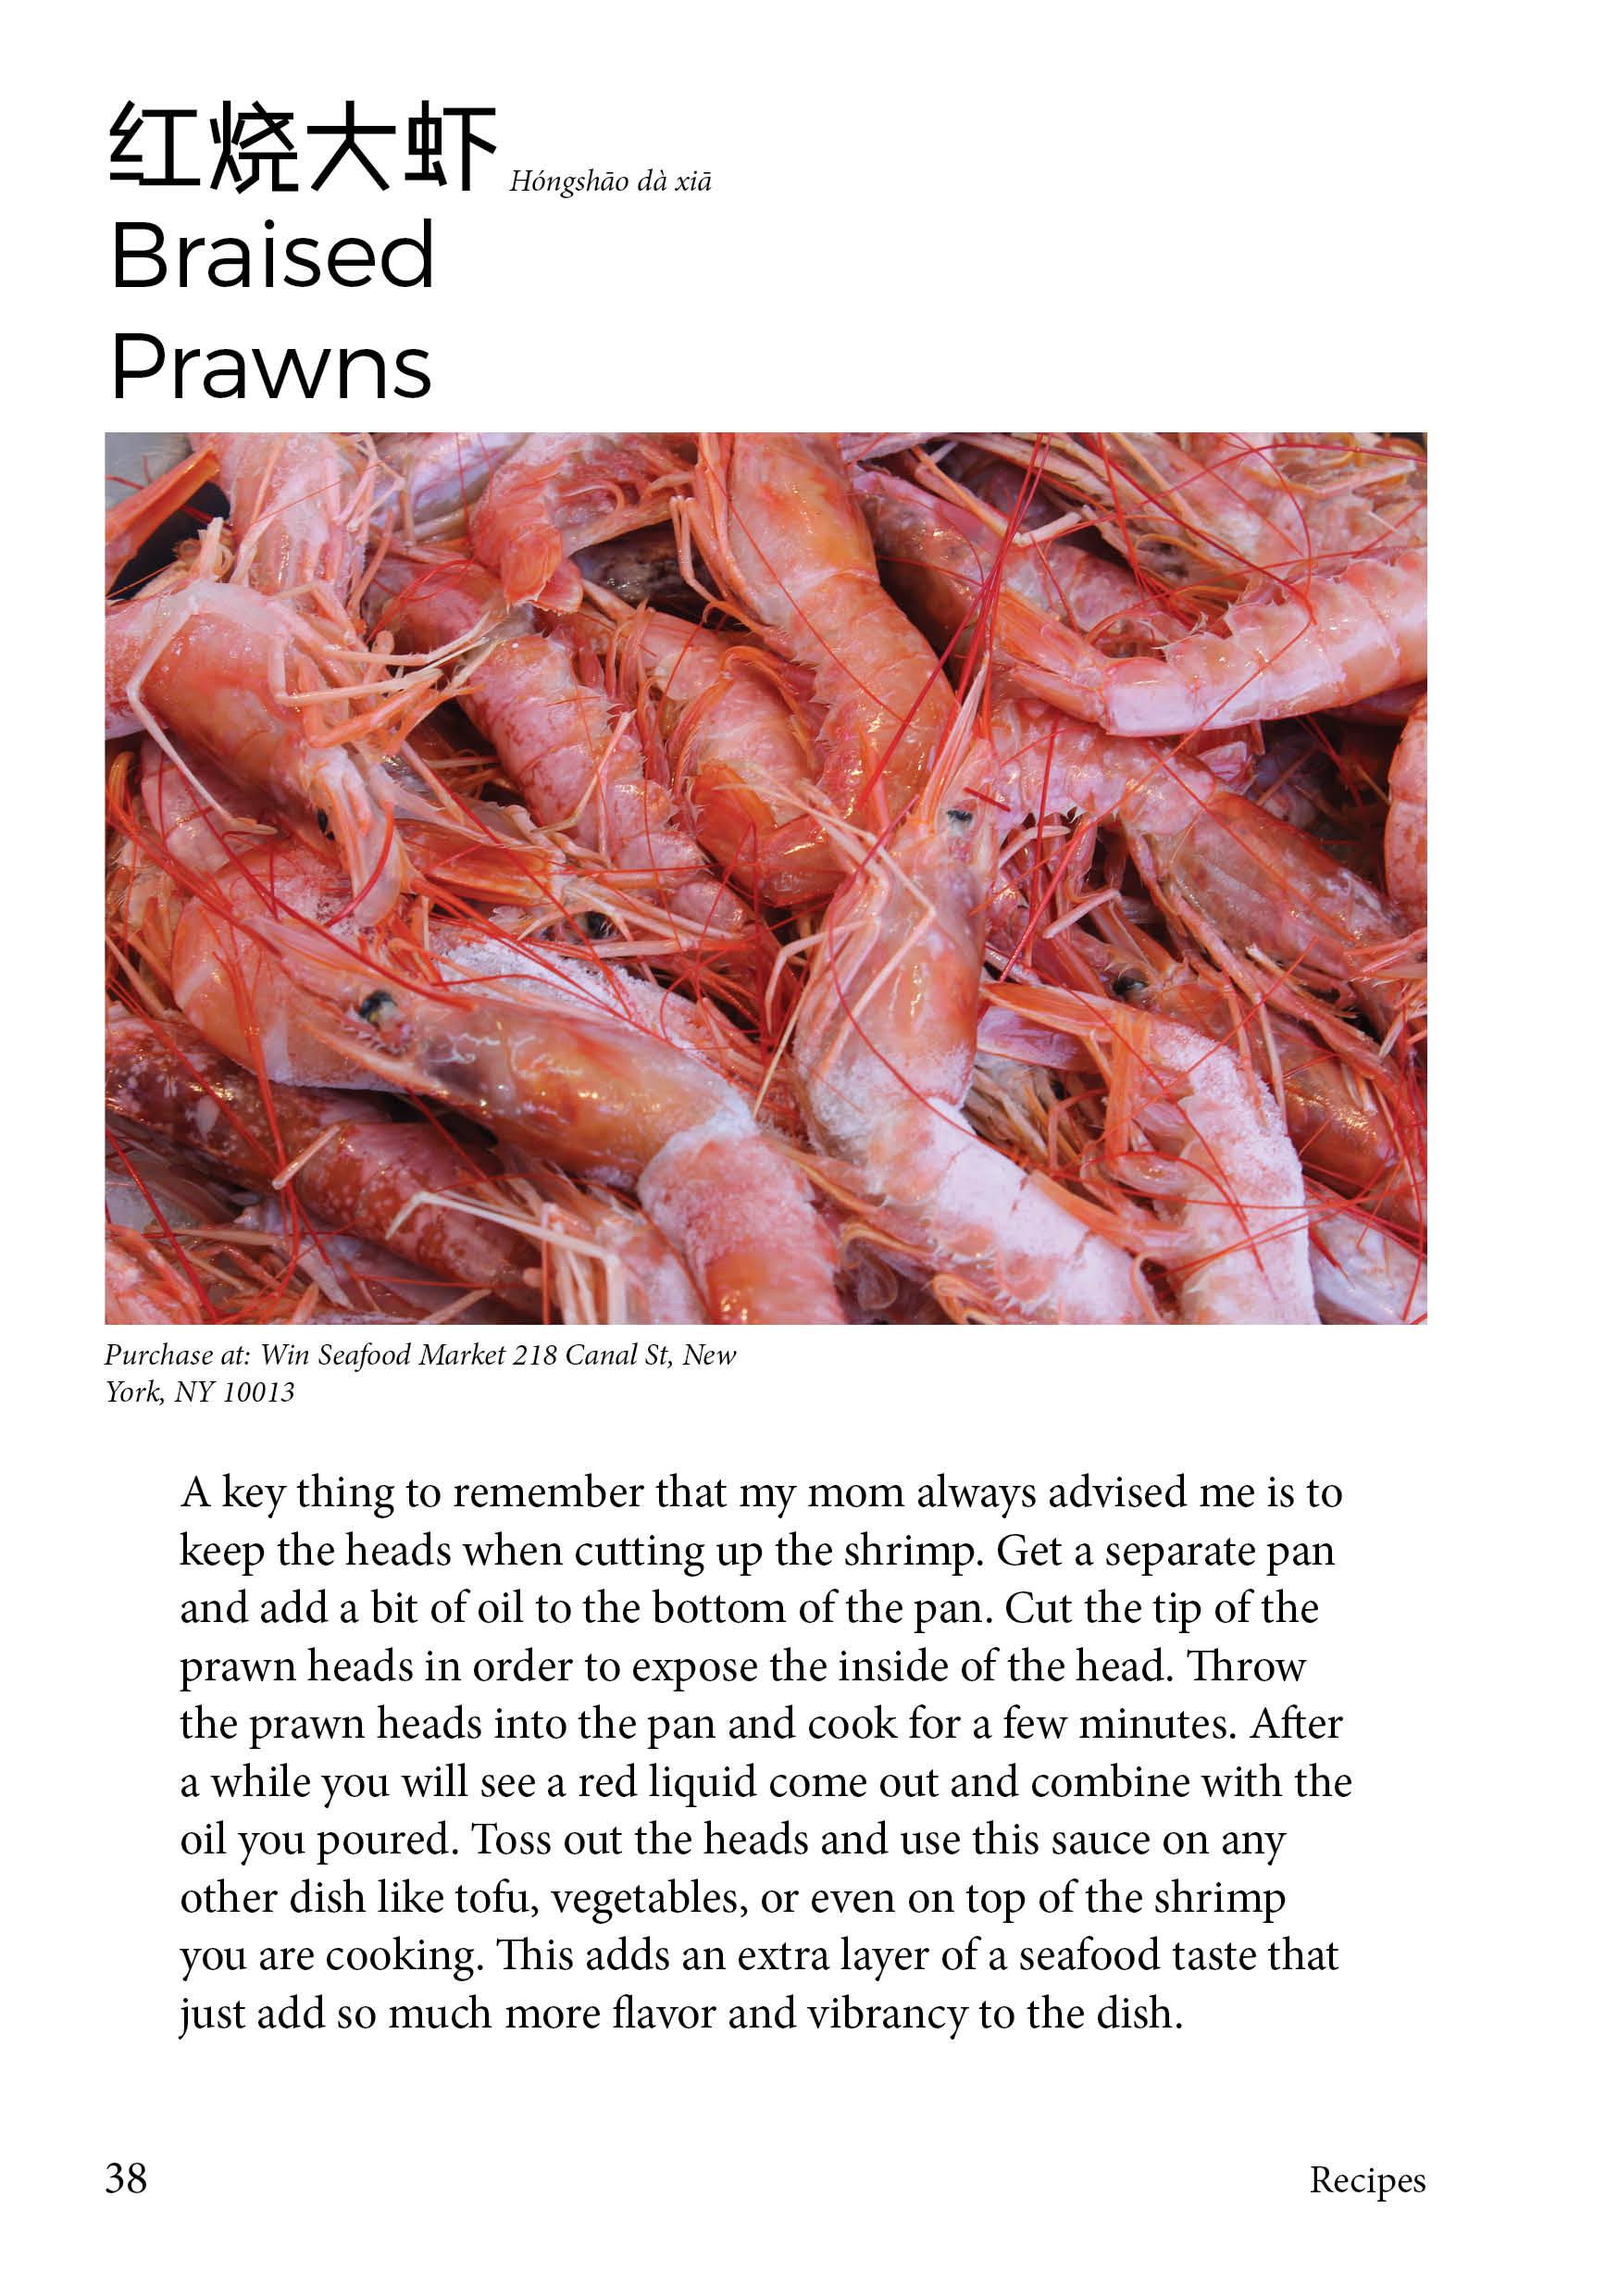 红烧大虾 Hóngshāo dà xiā
Braised
Prawns
Purchase at: Win Seafood Market 218 Canal St, New
York, NY 10013
A key thing to remember that my mom always advised me is to
keep the heads when cutting up the shrimp. Get a separate pan
and add a bit of oil to the bottom of the pan. Cut the tip of the
prawn heads in order to expose the inside of the head. Throw
the prawn heads into the pan and cook for a few minutes. After
a while you will see a red liquid come out and combine with the
oil you poured. Toss out the heads and use this sauce on any
other dish like tofu, vegetables, or even on top of the shrimp
you are cooking. This adds an extra layer of a seafood taste that
just add so much more flavor and vibrancy to the dish.
38
Recipes